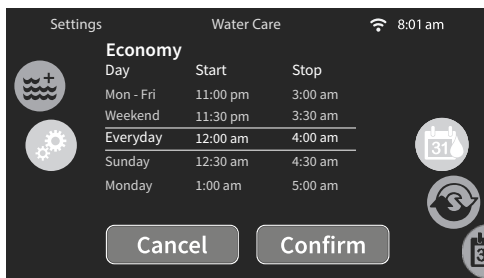 Settings Water Care 8:01 am
Economy
Day Start Stop
Mon - Fri 11:00 pm 3:00 am
Weekend 11:30 pm 3:30 am
Everyday 12:00 am 4:00 am
31
Sunday 12:30 am 4:30 am
Monday 1:00 am 5:00 am
Cancel Confirm